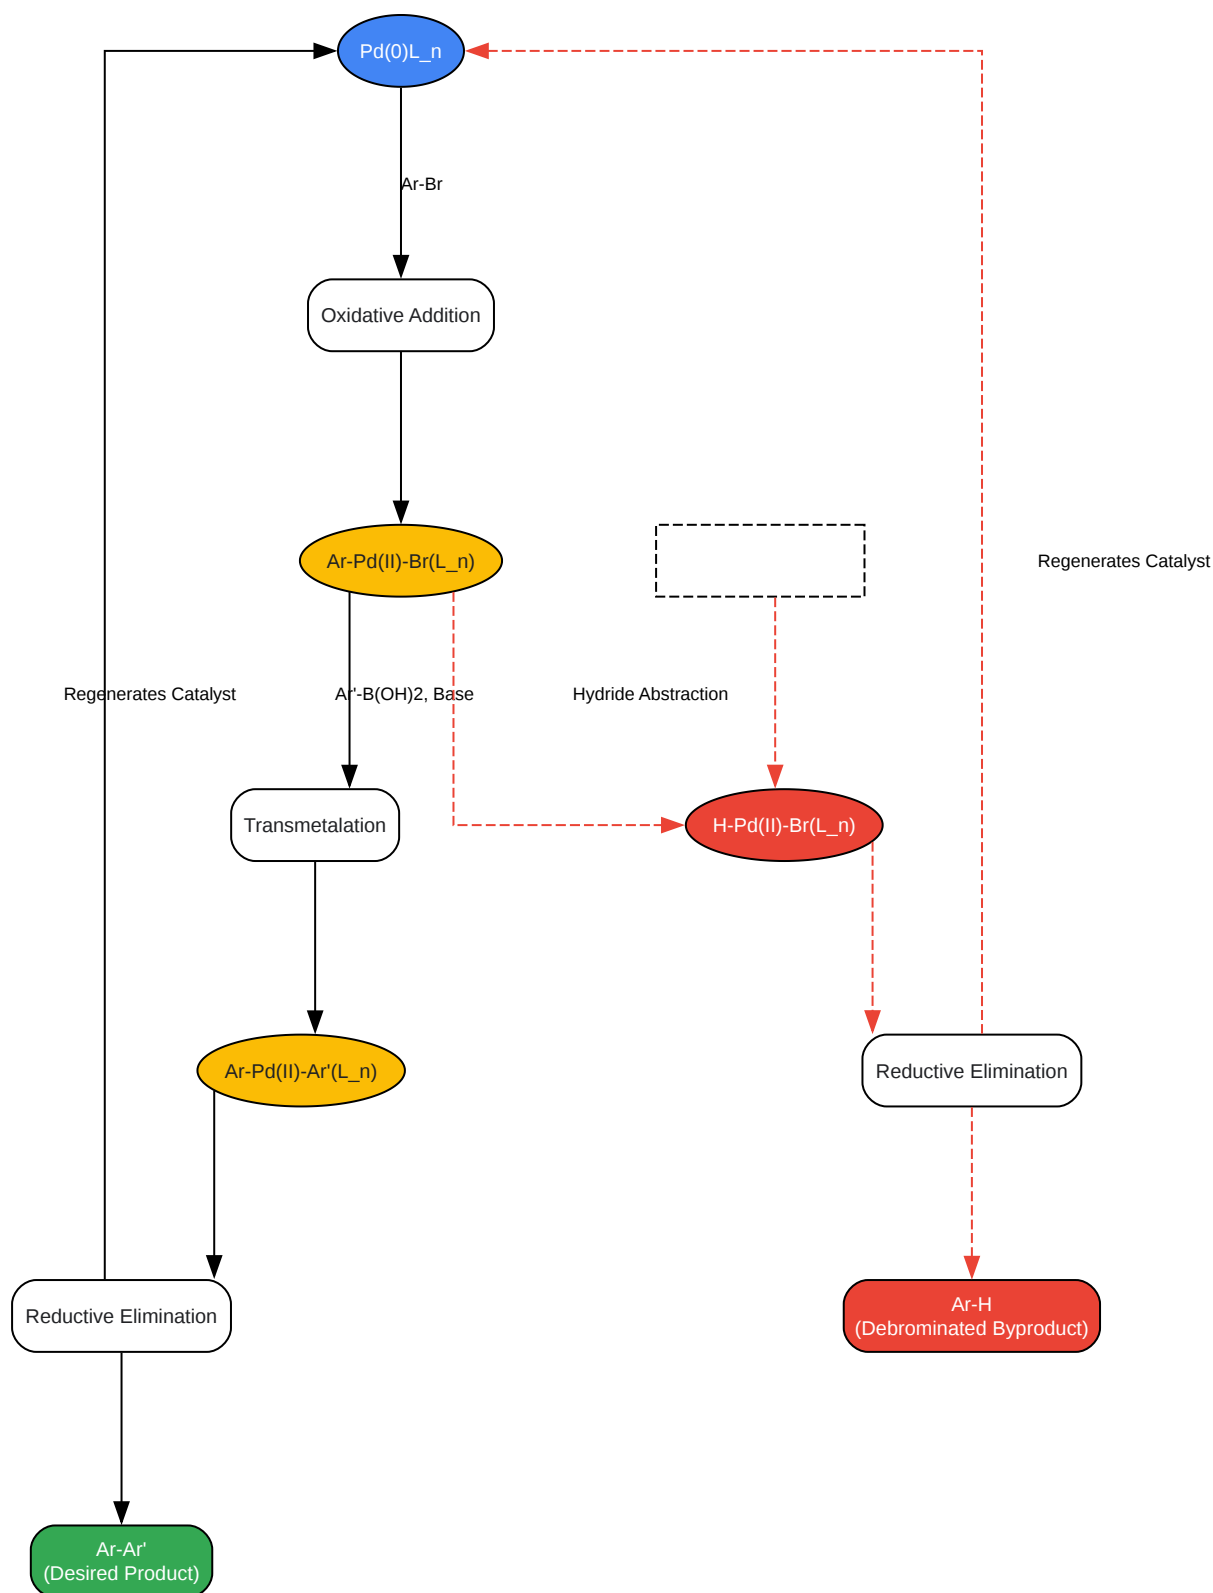 Pd(0)L_n
Ar-Br
Oxidative Addition
Ar-Pd(II)-Br(L_n)
Regenerates Catalyst
Regenerates Catalyst
Ar'-B(OH)2, Base
Hydride Abstraction
Transmetalation
H-Pd(II)-Br(L_n)
Ar-Pd(II)-Ar'(L_n)
Reductive Elimination
Reductive Elimination
Ar-H
(Debrominated Byproduct)
Ar-Ar'
(Desired Product)